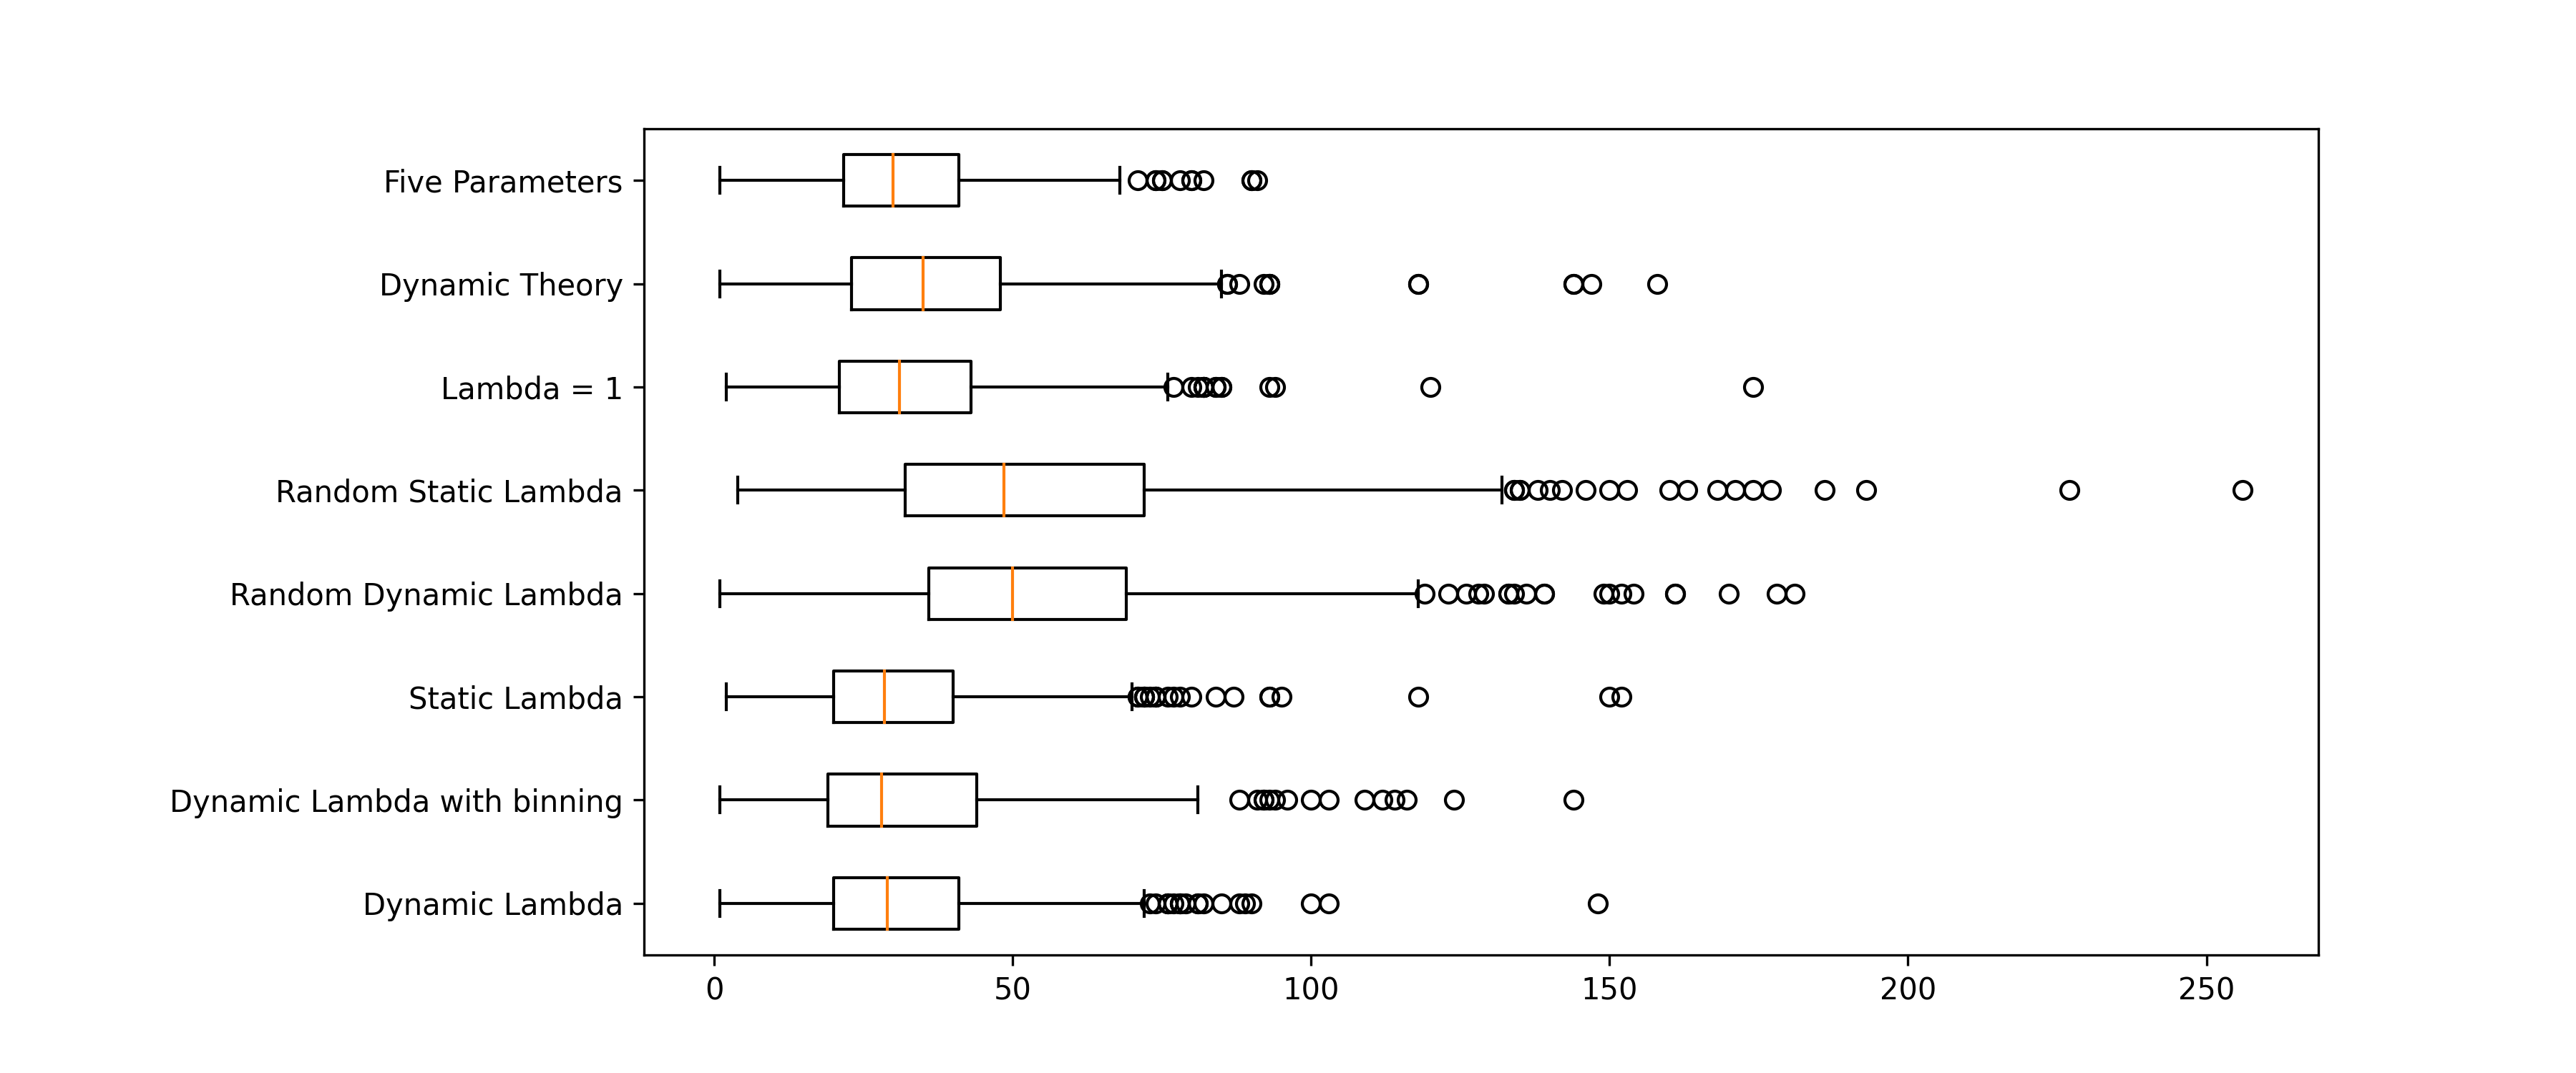 Five Parameters
Dynamic Theory
Lambda = 1
Random Static Lambda
Random Dynamic Lambda
Static Lambda
Dynamic Lambda with binning
Dynamic Lambda
0 50 100 150 200 250